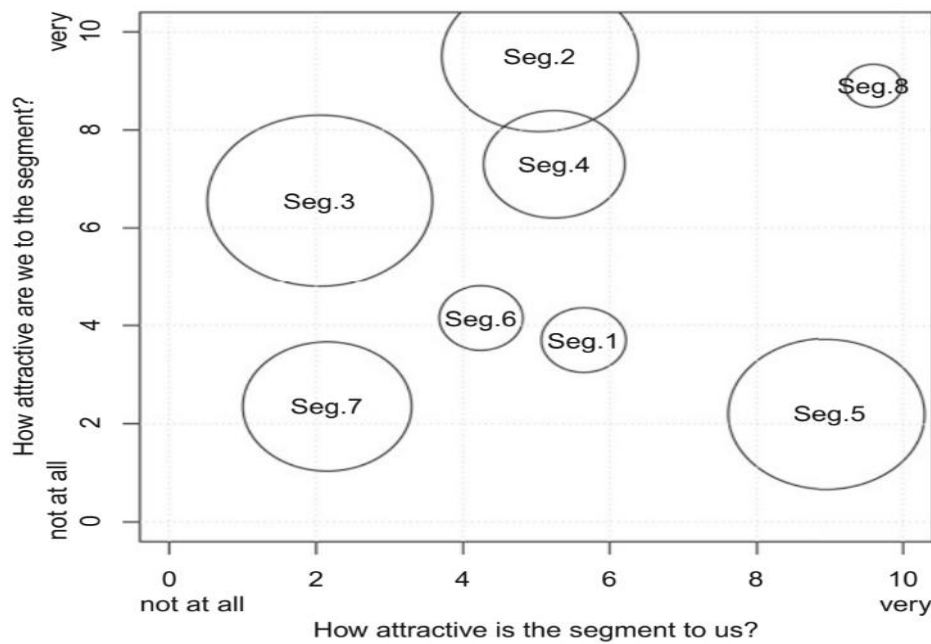 How attractive are we to the segment?
very
not at all
10
8
6
4
2
0
Seg.2
Seg.8
Seg.4
Seg.3
Seg.6
Seg.1
Seg.7
Seg.5
0 2 4 6 8 10
not at all very
How attractive is the segment to us?